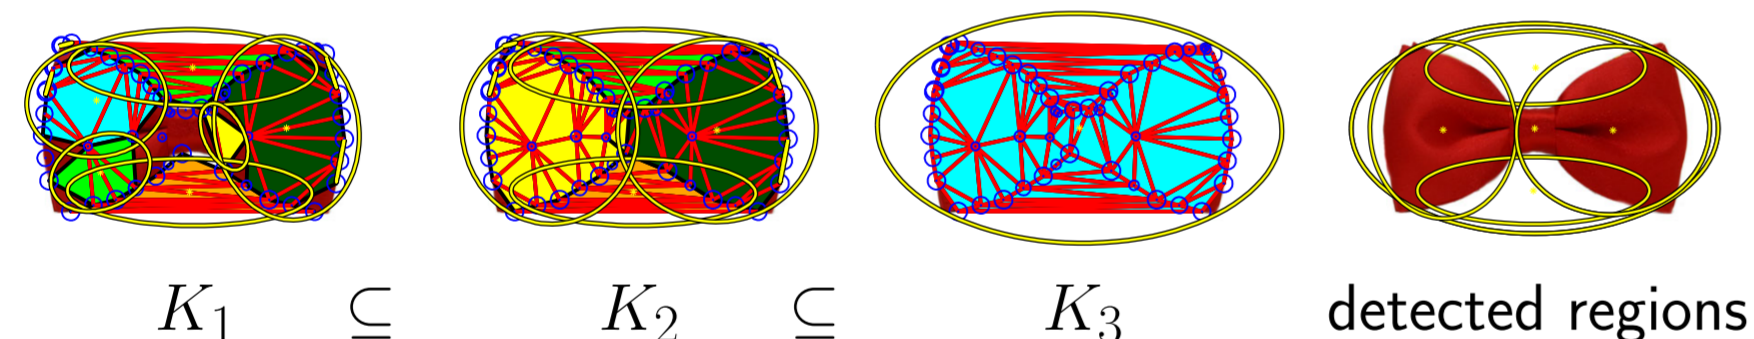 K₁ ⊆ K₂ ⊆ K₃ detected regions